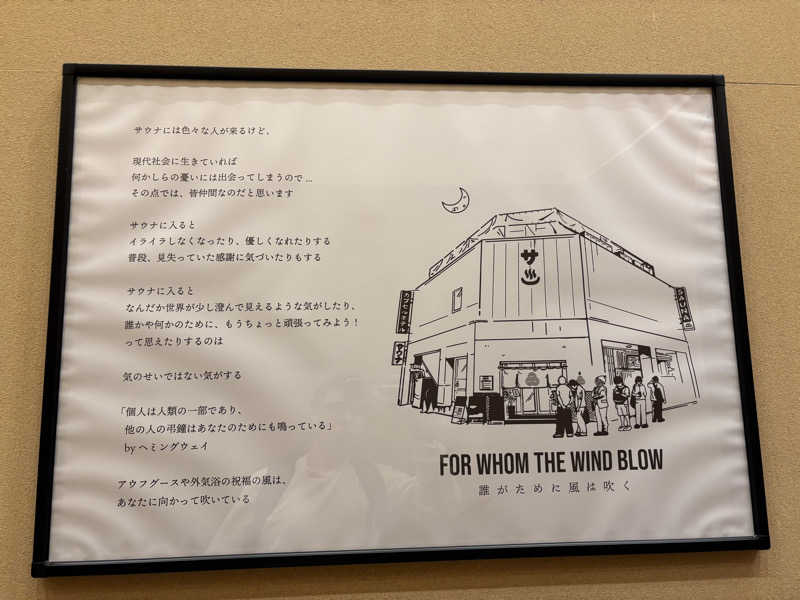 サウナには色々な人が来るけど、
現代社会に生きていれば
何かしらの憂いには出会ってしまうので...
その点では、皆仲間なのだと思います
サウナに入ると
イライラしなくなったり、優しくなれたりする
普段、見失っていた感謝に気づいたりもする
サウナに入ると
なんだか世界が少し澄んで見えるような気がしたり、
誰かや何かのために、もうちょっと頑張ってみよう!
って思えたりするのは
気のせいではない気がする
「個人は人類の一部であり、
他の人の弔鐘はあなたのためにも鳴っている」
by ヘミングウェイ
アウフグースや外気浴の祝福の風は、
あなたに向かって吹いている
サ
カプセルホテル
サウナ
SAUNA
FOR WHOM THE WIND BLOW
誰がために風は吹く